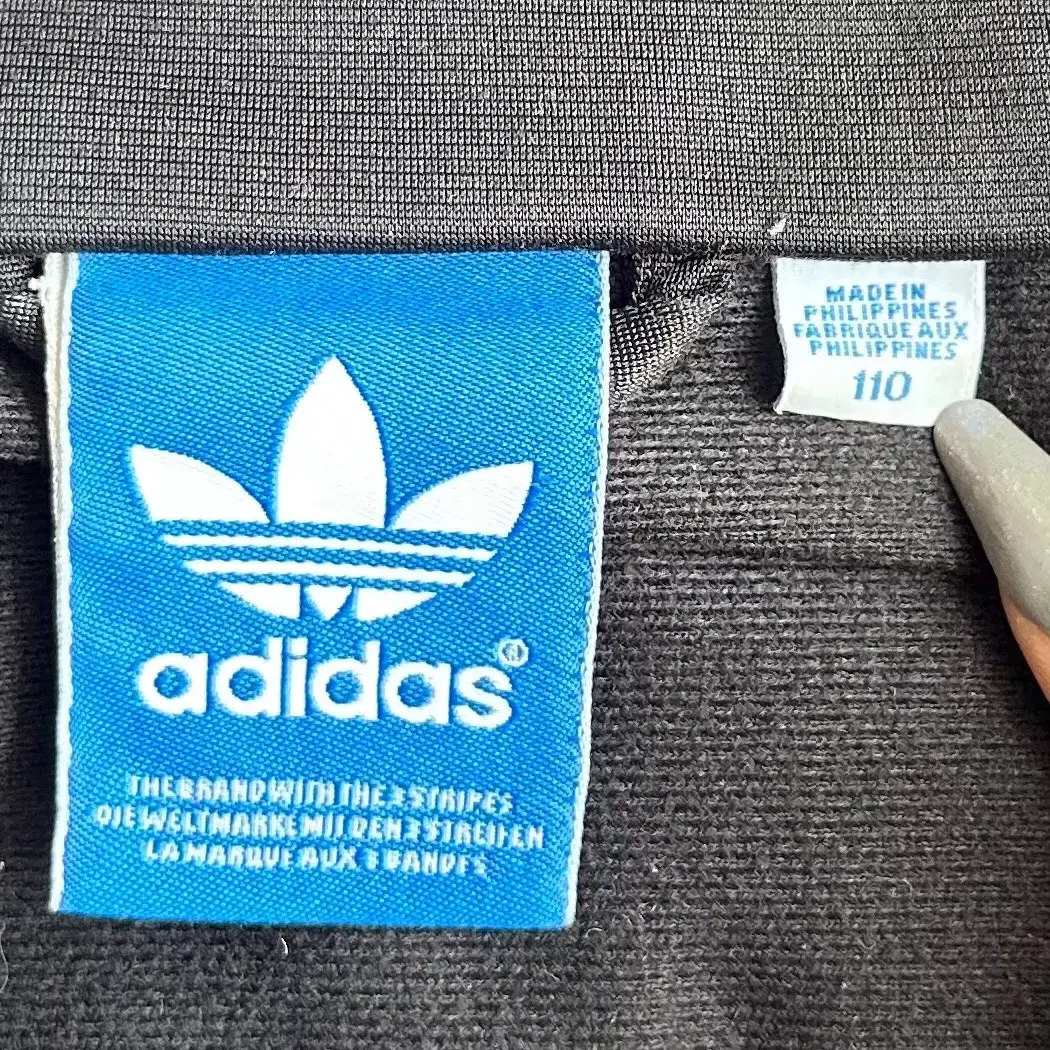 adidas®
THE BRAND WITH THE 3 STRIPES
DIE WELTMARKE MIT DEN 3 STREIFEN
LA MARQUE AUX 3 BANDES
MADE IN
PHILIPPINES
FABRIQUE AUX
PHILIPPINES
110